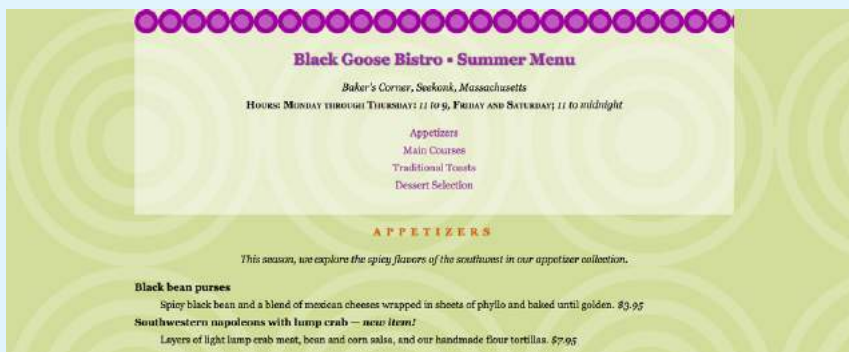 Black Goose Bistro • Summer Menu
Baker's Corner, Seekonk, Massachusetts
Hours: Monday through Thursday: 11 to 9, Friday and Saturday; 11 to midnight
Appetizers
Main Courses
Traditional Toasts
Dessert Selection
APPETIZERS
This season, we explore the spicy flavors of the southwest in our appetizer collection.
Black bean purses
Spicy black bean and a blend of mexican cheeses wrapped in sheets of phyllo and baked until golden. $3.95
Southwestern napoleons with lump crab — new item!
Layers of light lump crab meat, bean and corn salsa, and our handmade flour tortillas. $7.95